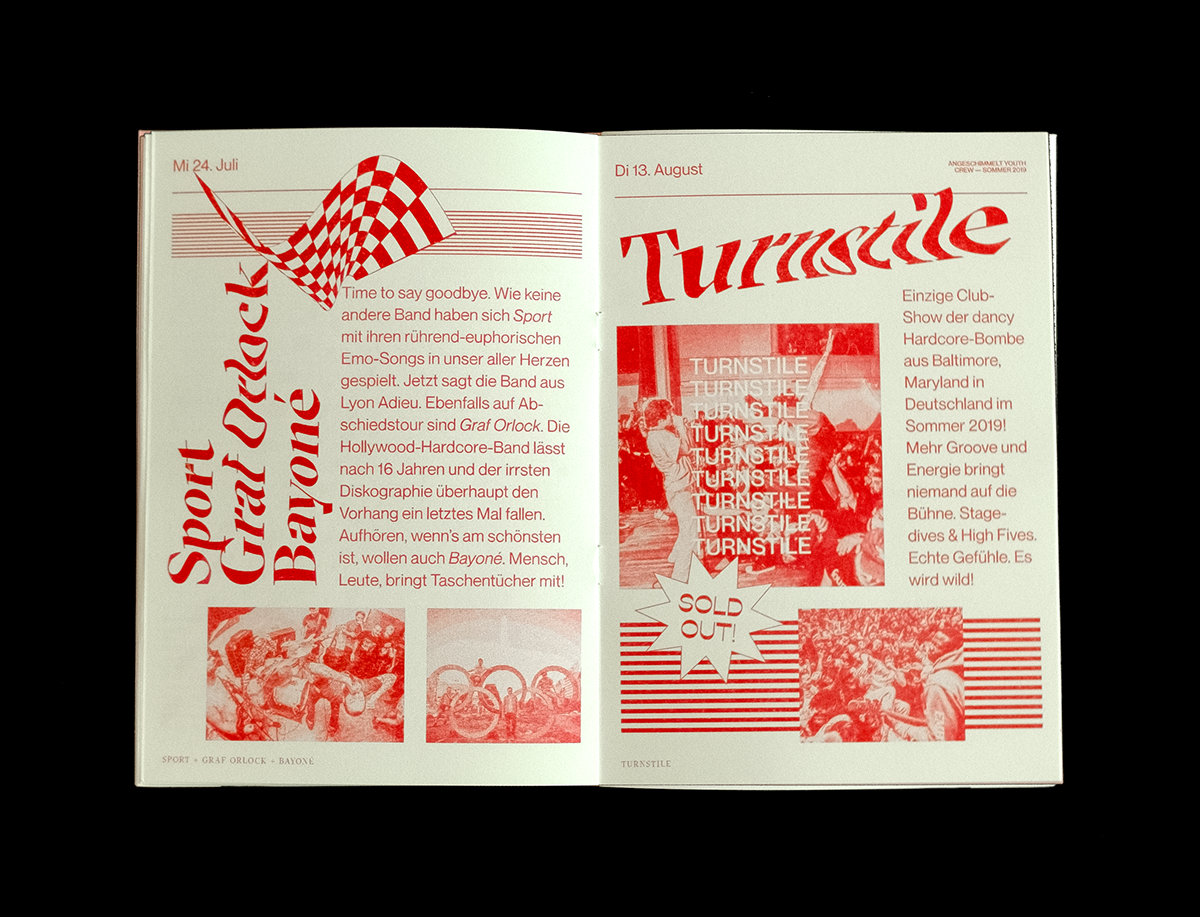 Mi 24. Juli
Sport
Graf Orlock
Bayoné
Time to say goodbye. Wie keine
andere Band haben sich Sport
mit ihren rührend-euphorischen
Emo-Songs in unser aller Herzen
gespielt. Jetzt sagt die Band aus
Lyon Adieu. Ebenfalls auf Ab-
schiedstour sind Graf Orlock. Die
Hollywood-Hardcore-Band lässt
nach 16 Jahren und der irrsten
Diskographie überhaupt den
Vorhang ein letztes Mal fallen.
Aufhören, wenn's am schönsten
ist, wollen auch Bayoné. Mensch,
Leute, bringt Taschentücher mit!
SPORT + GRAF ORLOCK + BAYONÉ
Di 13. August
ANGESCHIMMELT YOUTH
CREW — SOMMER 2019
Turnstile
TURNSTILE
TURNSTILE
TURNSTILE
TURNSTILE
TURNSTILE
TURNSTILE
TURNSTILE
TURNSTILE
TURNSTILE
Einzige Club-
Show der dancy
Hardcore-Bombe
aus Baltimore,
Maryland in
Deutschland im
Sommer 2019!
Mehr Groove und
Energie bringt
niemand auf die
Bühne. Stage-
dives & High Fives.
Echte Gefühle. Es
wird wild!
SOLD
OUT!
TURNSTILE